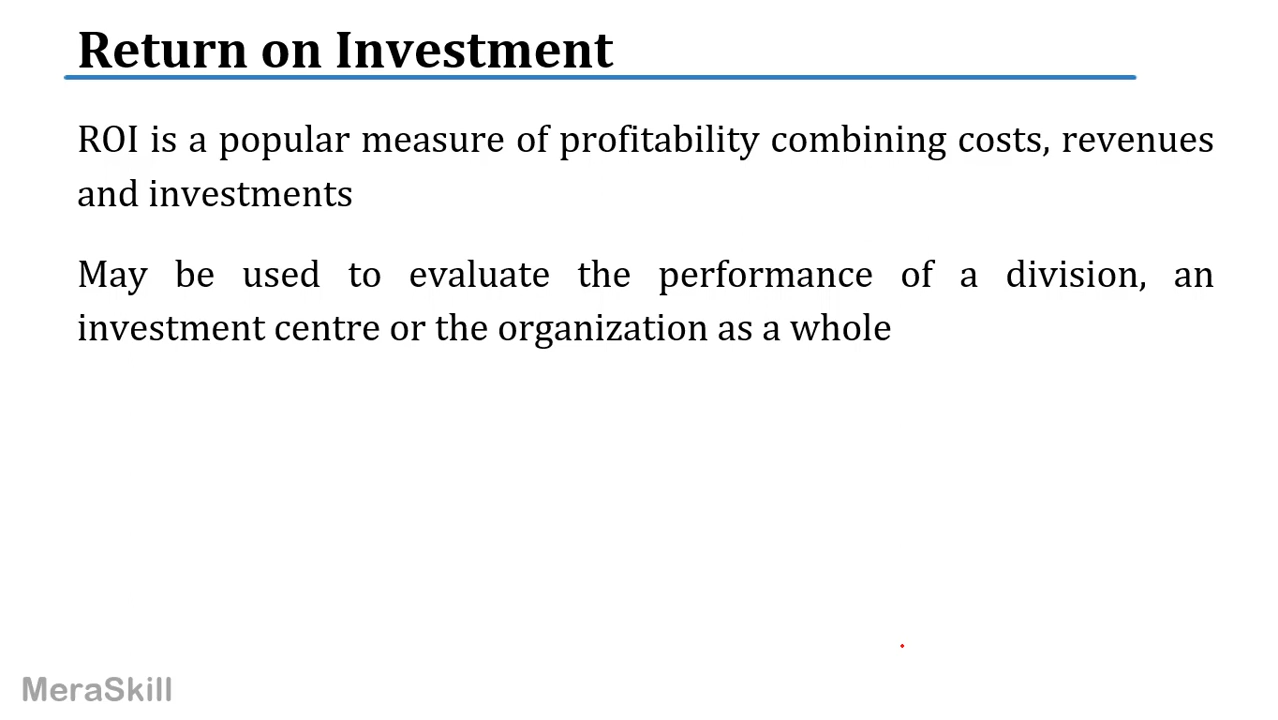 Return on Investment
ROI is a popular measure of profitability combining costs, revenues
and investments
May be used to evaluate the performance of a division, an
investment centre or the organization as a whole
MeraSkill